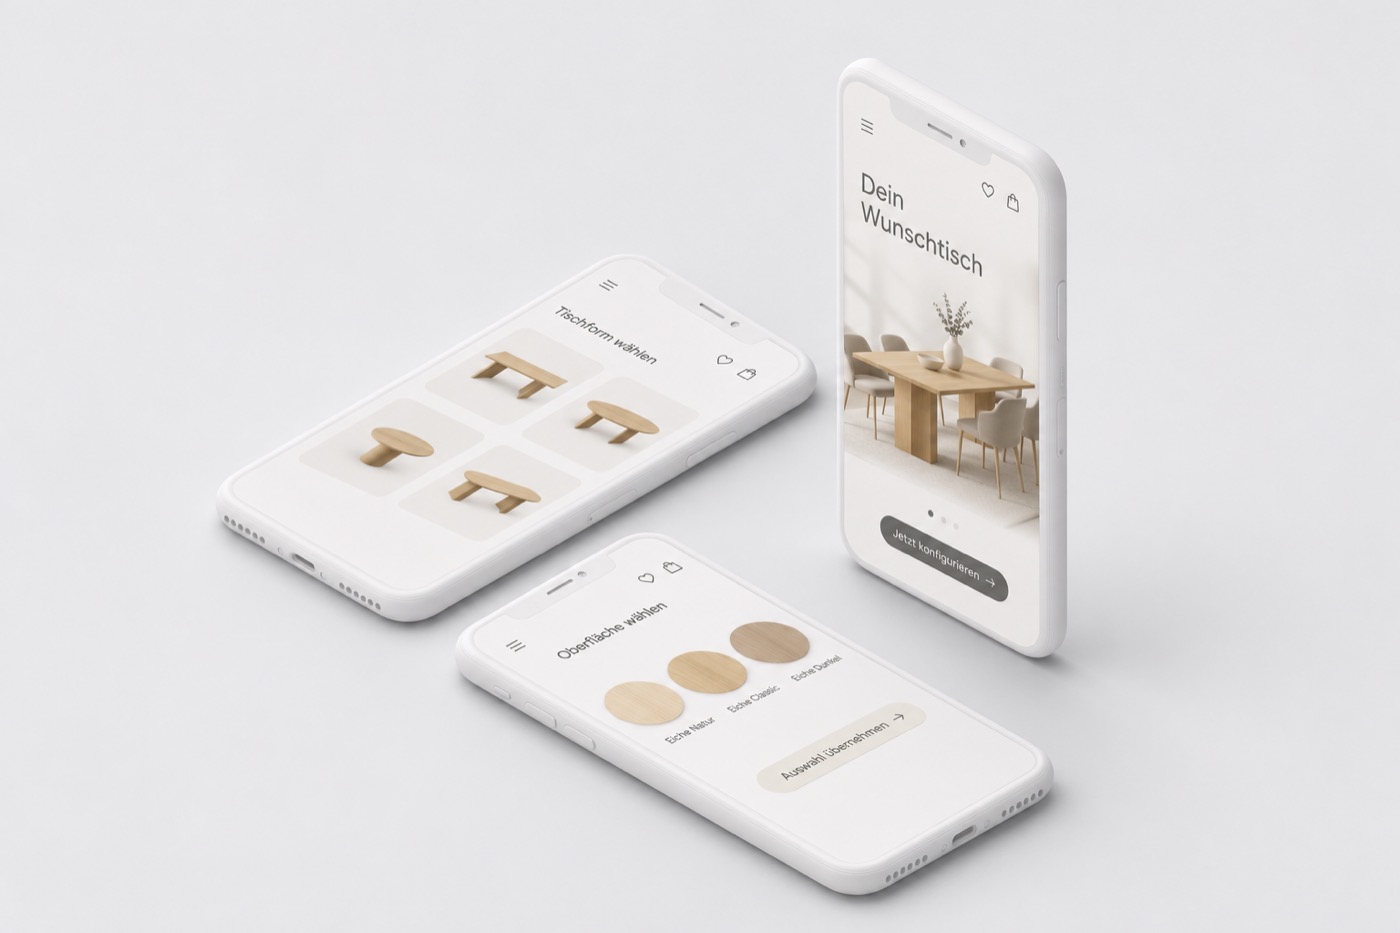 Dein
Wunschtisch
Jetzt konfigurieren →
Tischform wählen
Oberfläche wählen
Eiche Natur
Eiche Classic
Eiche Dunkel
Auswahl übernehmen →